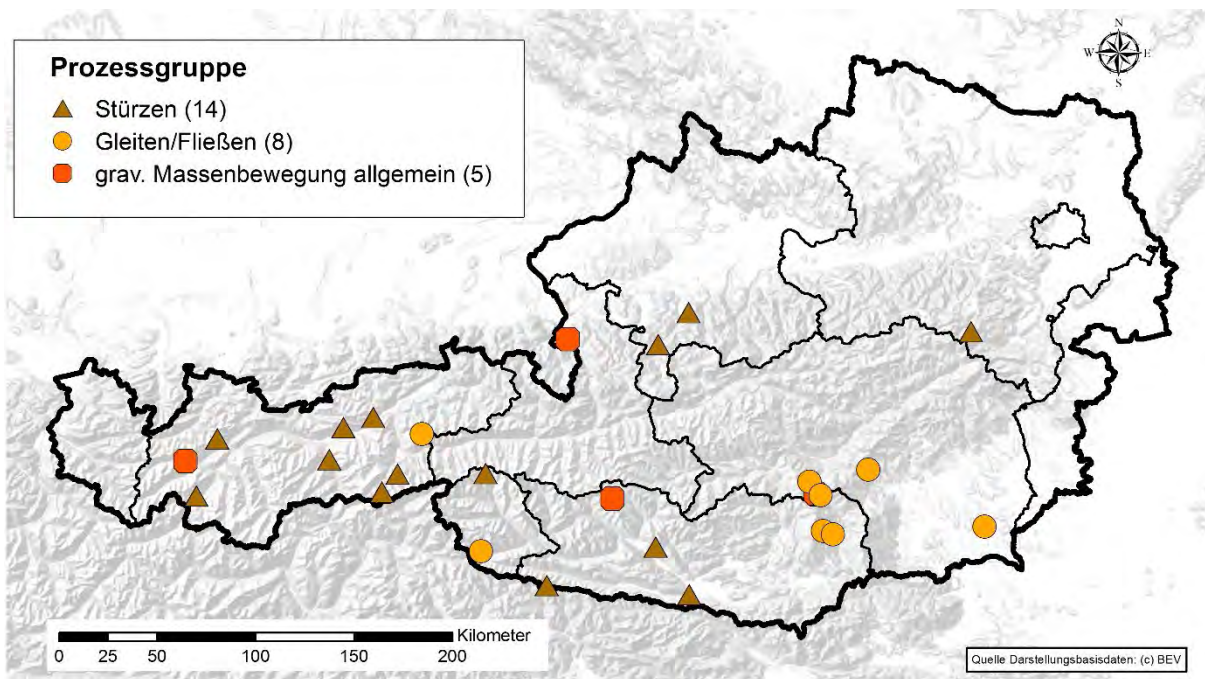 Prozessgruppe
Stürzen (14)
Gleiten/Fließen (8)
grav. Massenbewegung allgemein (5)
N
W E
S
Kilometer
0 25 50 100 150 200
Quelle Darstellungsbasisdaten: (c) BEV